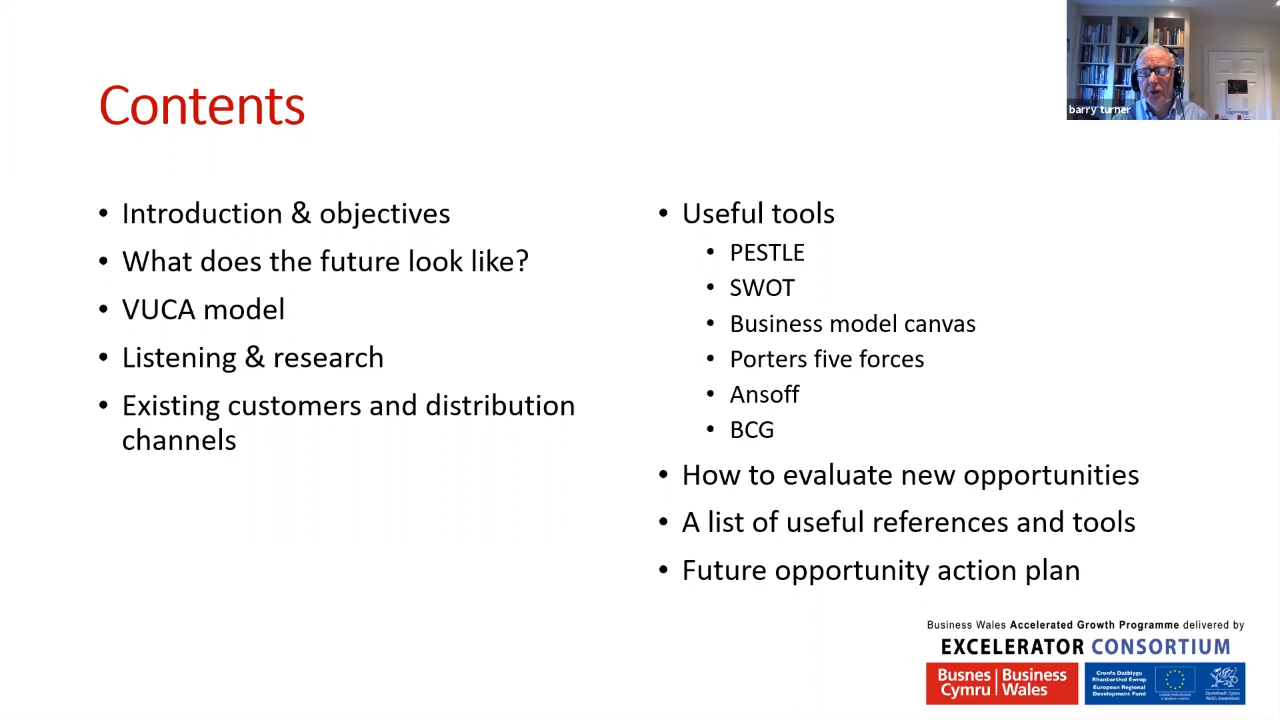 Contents
barry turner
• Introduction & objectives
• What does the future look like?
• VUCA model
• Listening & research
• Existing customers and distribution
channels
• Useful tools
• PESTLE
• SWOT
• Business model canvas
• Porters five forces
• Ansoff
• BCG
• How to evaluate new opportunities
• A list of useful references and tools
• Future opportunity action plan
Business Wales Accelerated Growth Programme delivered by
EXCELERATOR CONSORTIUM
Busnes
Cymru
Business
Wales
Cronfa Datblygu
Rhanbarthol Ewrop
European Regional
Development Fund
Llywodraeth Cymru
Welsh Government